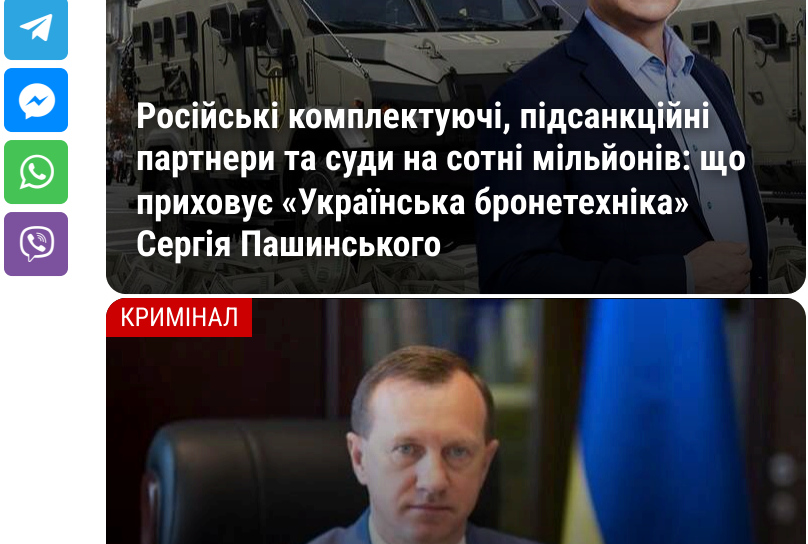 Російські комплектуючі, підсанкційні
партнери та суди на сотні мільйонів: що
приховує «Українська бронетехніка»
Сергія Пашинського
КРИМІНАЛ